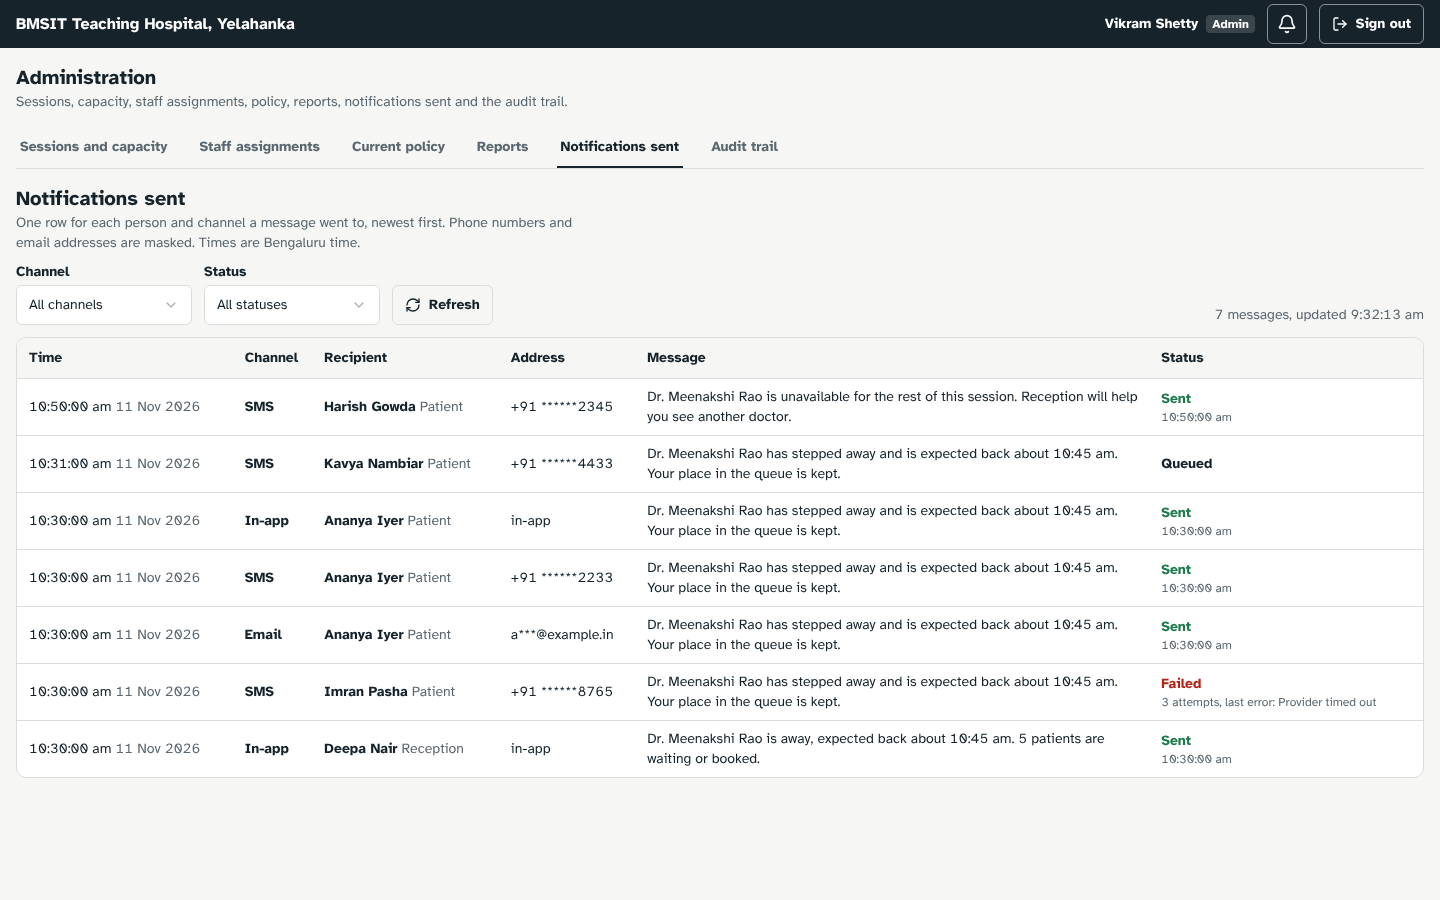 BMSIT Teaching Hospital, Yelahanka
Vikram Shetty Admin Sign out
Administration
Sessions, capacity, staff assignments, policy, reports, notifications sent and the audit trail.
Sessions and capacity Staff assignments Current policy Reports Notifications sent Audit trail
Notifications sent
One row for each person and channel a message went to, newest first. Phone numbers and
email addresses are masked. Times are Bengaluru time.
Channel Status
All channels All statuses Refresh
7 messages, updated 9:32:13 am
Time Channel Recipient Address Message Status
10:50:00 am 11 Nov 2026 SMS Harish Gowda Patient +91 ******2345 Dr. Meenakshi Rao is unavailable for the rest of this session. Reception will help Sent
you see another doctor. 10:50:00 am
10:31:00 am 11 Nov 2026 SMS Kavya Nambiar Patient +91 ******4433 Dr. Meenakshi Rao has stepped away and is expected back about 10:45 am. Queued
Your place in the queue is kept.
10:30:00 am 11 Nov 2026 In-app Ananya Iyer Patient in-app Dr. Meenakshi Rao has stepped away and is expected back about 10:45 am. Sent
Your place in the queue is kept. 10:30:00 am
10:30:00 am 11 Nov 2026 SMS Ananya Iyer Patient +91 ******2233 Dr. Meenakshi Rao has stepped away and is expected back about 10:45 am. Sent
Your place in the queue is kept. 10:30:00 am
10:30:00 am 11 Nov 2026 Email Ananya Iyer Patient a***@example.in Dr. Meenakshi Rao has stepped away and is expected back about 10:45 am. Sent
Your place in the queue is kept. 10:30:00 am
10:30:00 am 11 Nov 2026 SMS Imran Pasha Patient +91 ******8765 Dr. Meenakshi Rao has stepped away and is expected back about 10:45 am. Failed
Your place in the queue is kept. 3 attempts, last error: Provider timed out
10:30:00 am 11 Nov 2026 In-app Deepa Nair Reception in-app Dr. Meenakshi Rao is away, expected back about 10:45 am. 5 patients are Sent
waiting or booked. 10:30:00 am